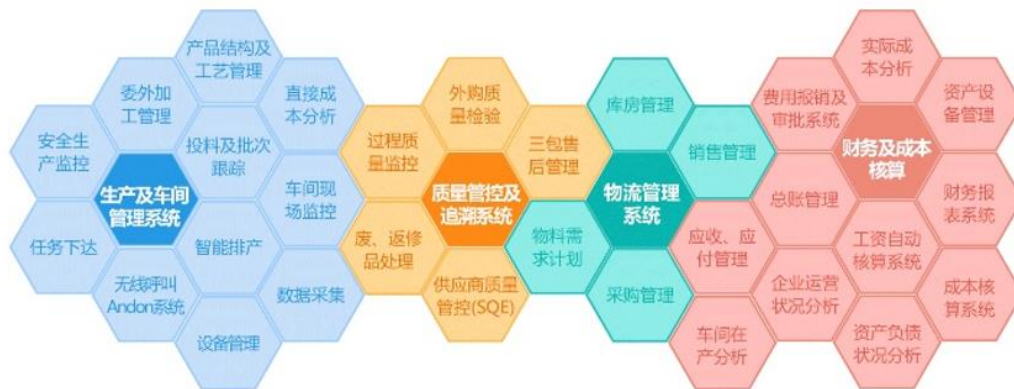 产品结构及
工艺管理
委外加
工管理
直接成
本分析
安全生
产监控
投料及批次
跟踪
生产及车间
管理系统
车间现
场监控
任务下达
智能排产
无线呼叫
Andon系统
数据采集
设备管理
外购质
量检验
过程质
量监控
三包售
后管理
质量管控及
追溯系统
废、返修
品处理
供应商质量
管控(SQE)
库房管理
销售管理
物流管理
系统
物料需
求计划
采购管理
实际成
本分析
费用报销及
审批系统
资产设
备管理
财务及成本
核算
总账管理
财务报
表系统
应收、应
付管理
工资自动
核算系统
企业运营
状况分析
成本核
算系统
车间在
产分析
资产负债
状况分析